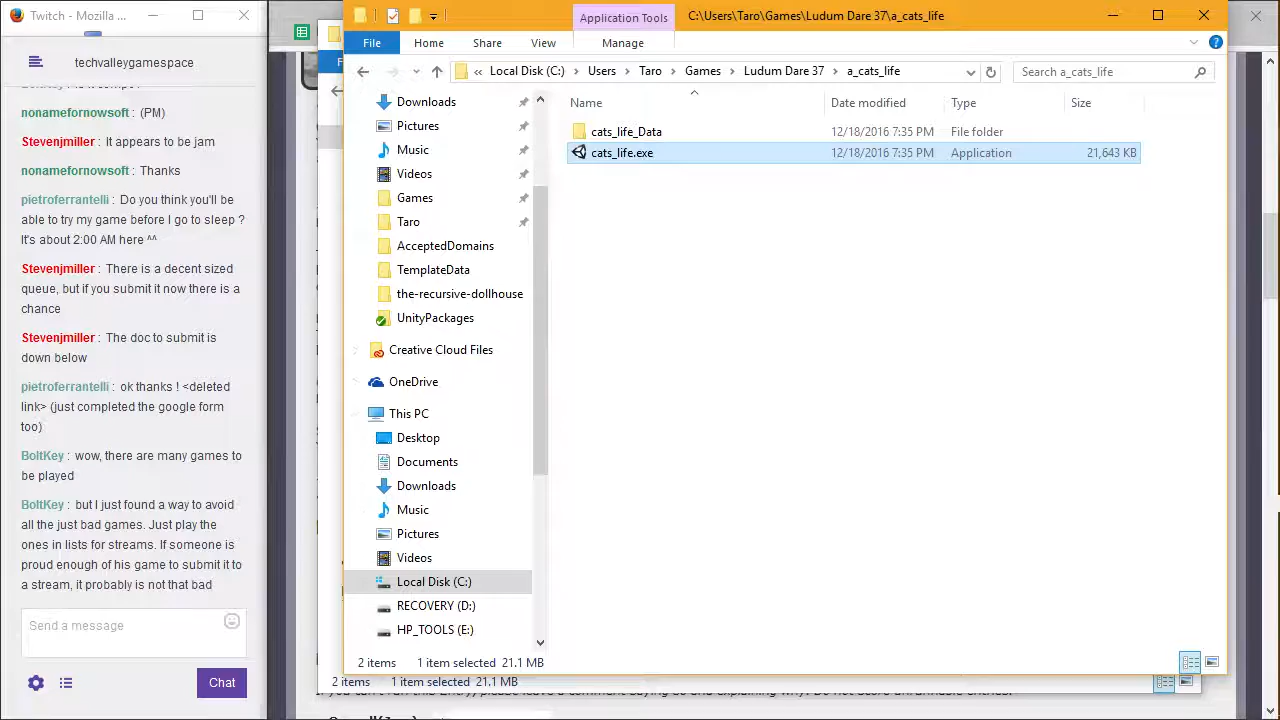 Twitch - Mozilla ...
techvalleygamespace
nonamefornowsoft : (PM)
Stevenjmiller : It appears to be jam
nonamefornowsoft : Thanks
pietroferrantelli : Do you think you'll be
able to try my game before I go to sleep ?
It's about 2:00 AM here ^^
Stevenjmiller : There is a decent sized
queue, but if you submit it now there is a
chance
Stevenjmiller : The doc to submit is
down below
pietroferrantelli : ok thanks ! <deleted
link> (just completed the google form
too)
BoltKey : wow, there are many games to
be played
BoltKey : but I just found a way to avoid
all the just bad games. Just play the
ones in lists for streams. If someone is
proud enough of his game to submit it to
a stream, it probably is not that bad
Send a message
Chat
Application Tools
C:\Users\Taro\Games\Ludum Dare 37\a_cats_life
File
Home
Share
View
Manage
« Local Disk (C:) › Users › Taro › Games › Ludum Dare 37 › a_cats_life
Search a_cats_life
Name
Date modified
Type
Size
cats_life_Data 12/18/2016 7:35 PM File folder
cats_life.exe 12/18/2016 7:35 PM Application 21,643 KB
Downloads
Pictures
Music
Videos
Games
Taro
AcceptedDomains
TemplateData
the-recursive-dollhouse
UnityPackages
Creative Cloud Files
OneDrive
This PC
Desktop
Documents
Downloads
Music
Pictures
Videos
Local Disk (C:)
RECOVERY (D:)
HP_TOOLS (E:)
2 items 1 item selected 21.1 MB
2 items 1 item selected 21.1 MB